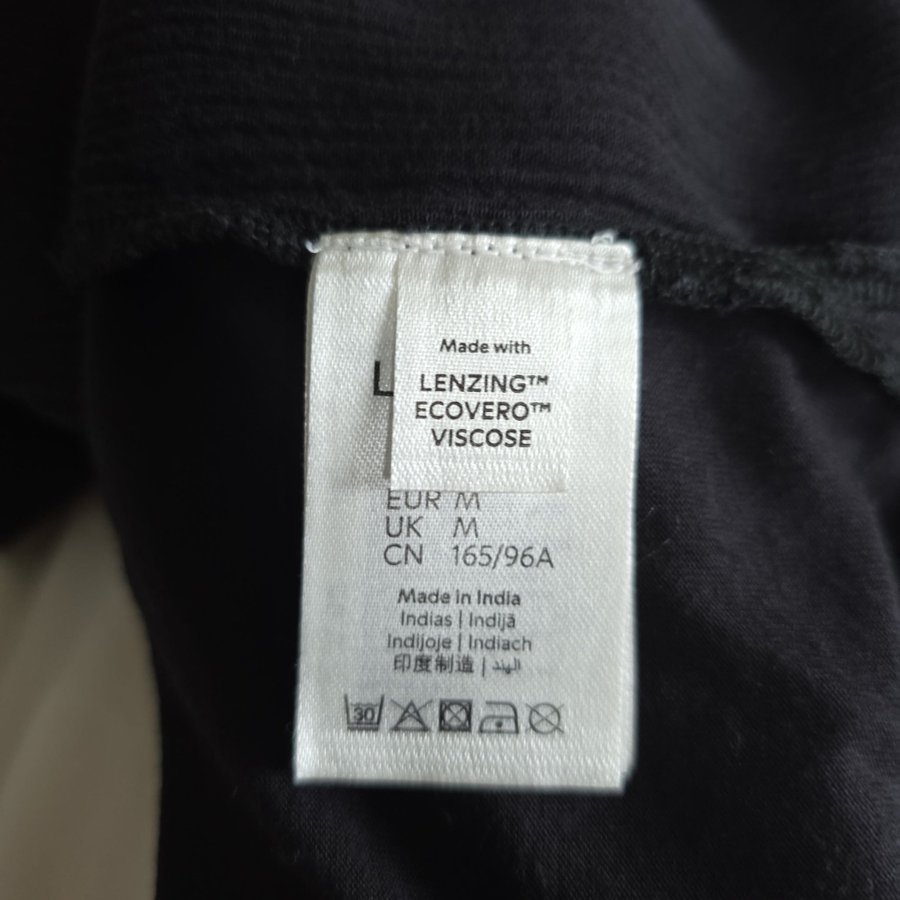 Made with
LENZING™
ECOVERO™
VISCOSE
L
EUR M
UK M
CN 165/96A
Made in India
Indias | Indijā
Indijoje | Indiach
印度制造 | الهند
30